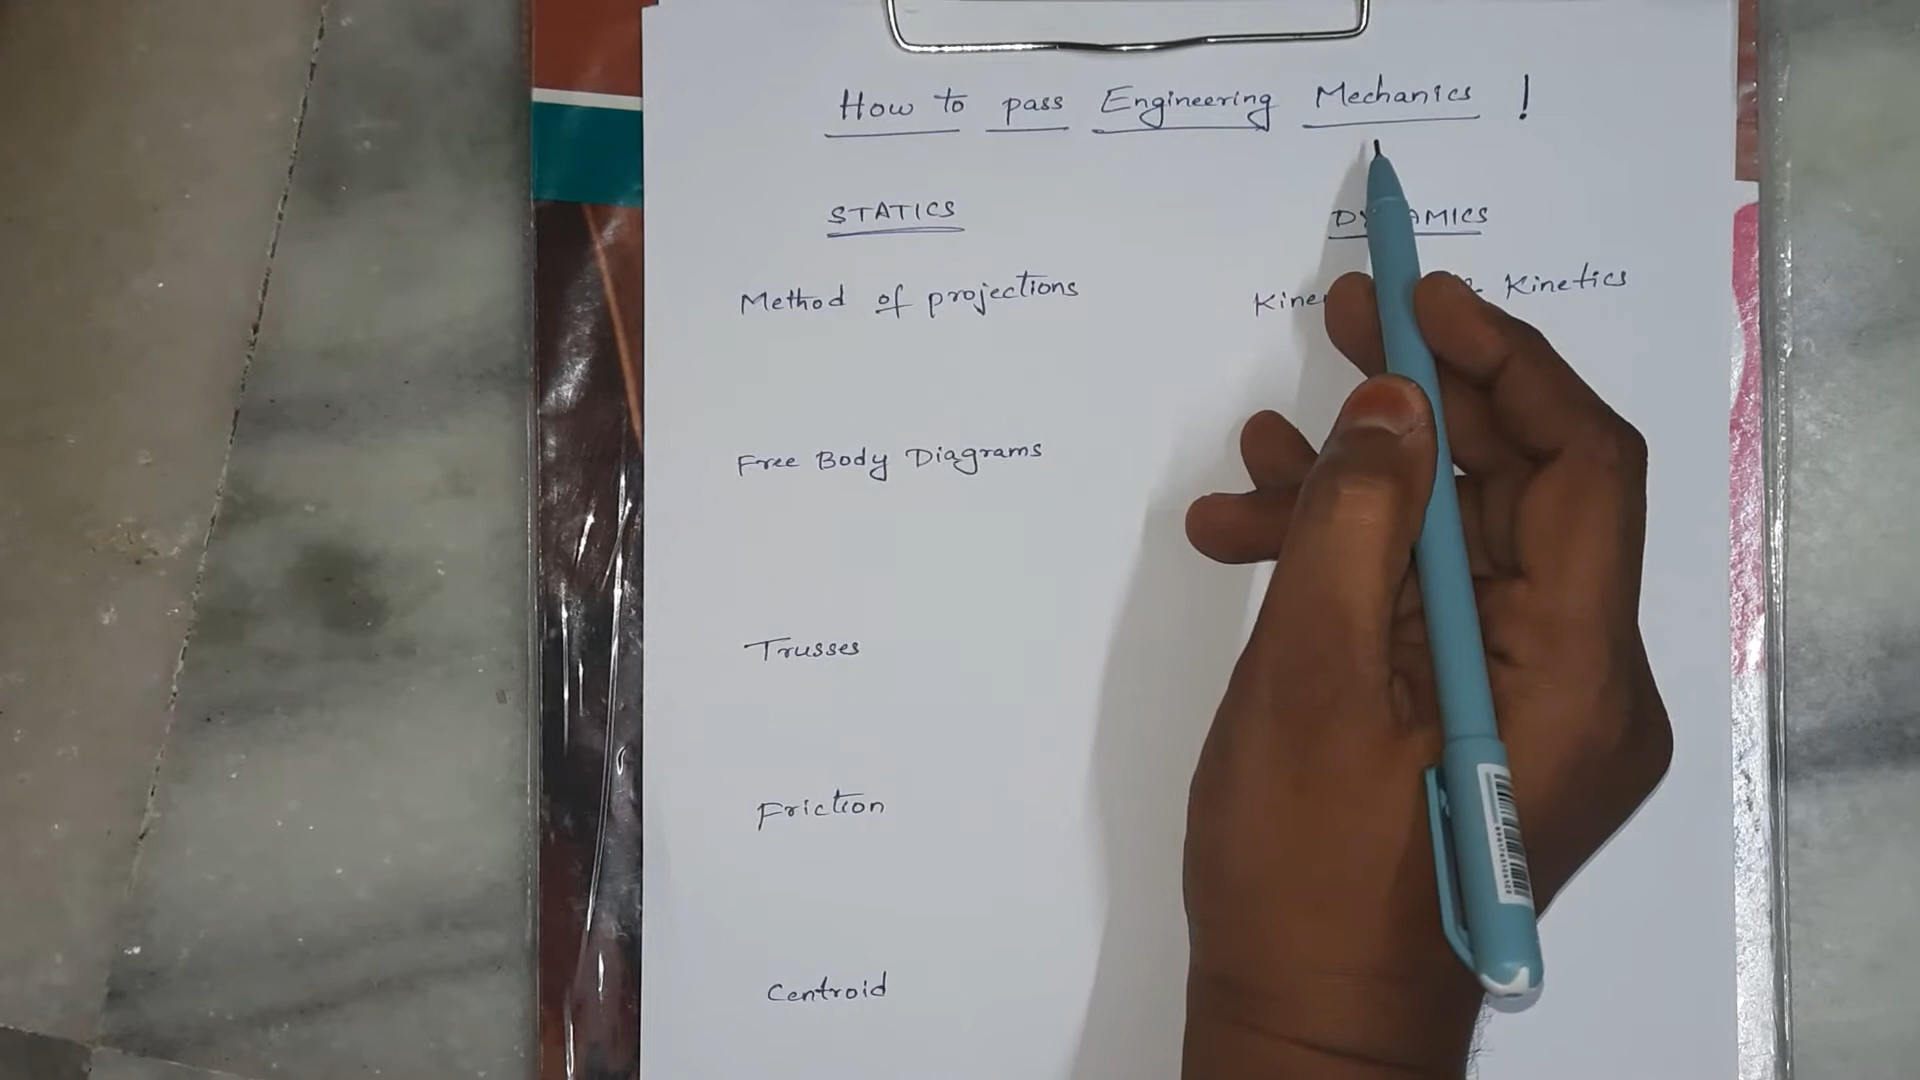 How to pass Engineering Mechanics !
STATICS
Method of projections
Kinetics
Free Body Diagrams
Trusses
Friction
Centroid